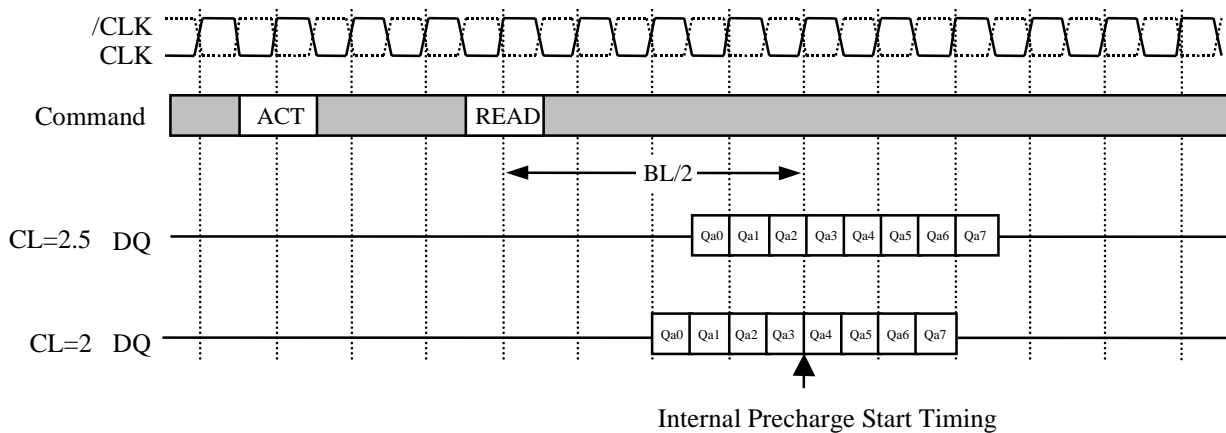 /CLK
CLK
Command ACT READ
BL/2
CL=2.5 DQ Qa0 Qa1 Qa2 Qa3 Qa4 Qa5 Qa6 Qa7
CL=2 DQ Qa0 Qa1 Qa2 Qa3 Qa4 Qa5 Qa6 Qa7
Internal Precharge Start Timing